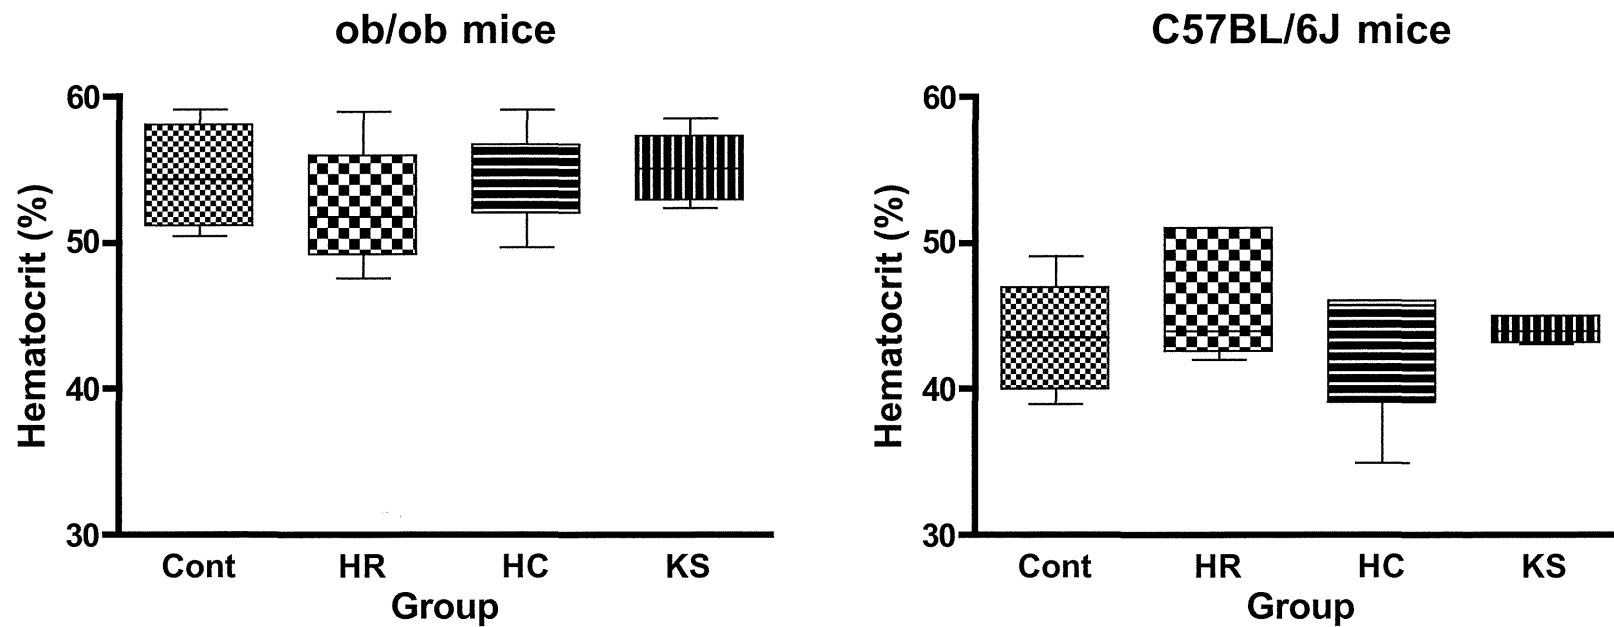 ob/ob mice
Hematocrit (%)
60
50
40
30
Cont HR HC KS
Group
C57BL/6J mice
Hematocrit (%)
60
50
40
30
Cont HR HC KS
Group